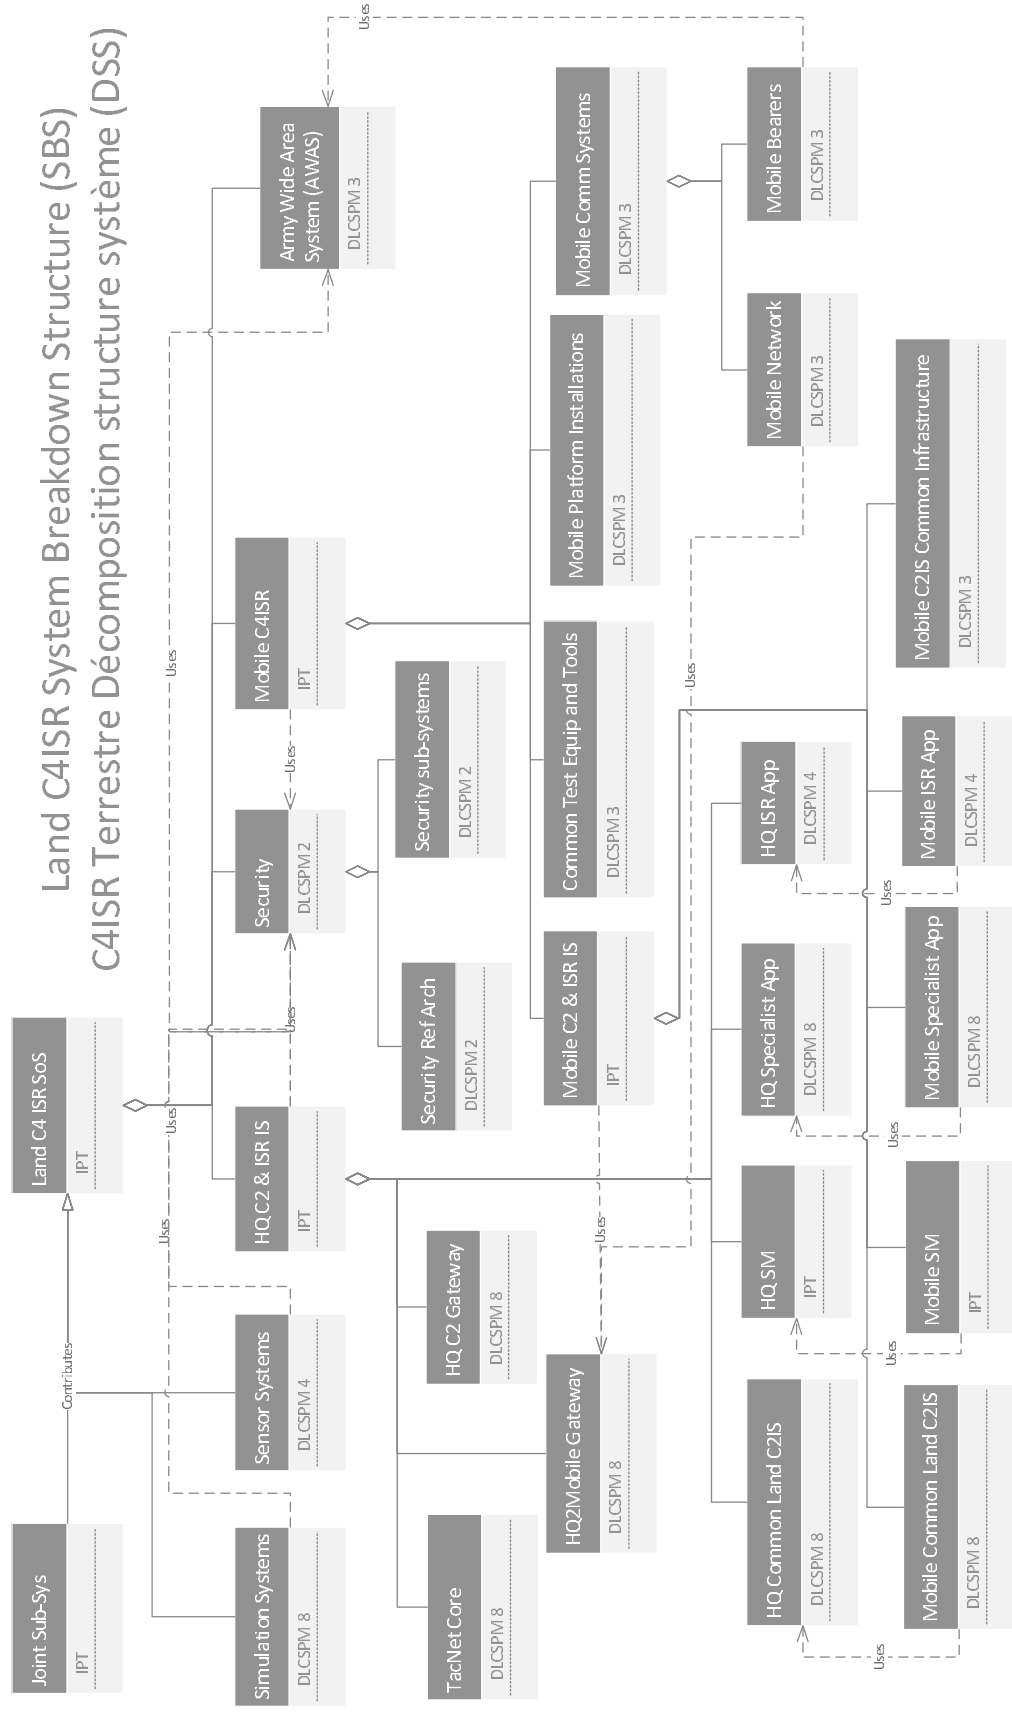 Land C4ISR System Breakdown Structure (SBS)
C4ISR Terrestre Décomposition structure système (DSS)
Joint Sub-Sys
IPT
Contributes
Land C4 ISR SoS
IPT
Simulation Systems
DLCSPM 8
Sensor Systems
DLCSPM 4
Uses
Uses
HQ C2 & ISR IS
IPT
Uses
Security
DLCSPM 2
Uses
Mobile C4ISR
IPT
Uses
Army Wide Area
System (AWAS)
DLCSPM 3
Uses
Security Ref Arch
DLCSPM 2
Security sub-systems
DLCSPM 2
TacNet Core
DLCSPM 8
HQ C2 Gateway
DLCSPM 8
HQ2Mobile Gateway
DLCSPM 8
Uses
Mobile C2 & ISR IS
IPT
Common Test Equip and Tools
DLCSPM 3
Mobile Platform Installations
DLCSPM 3
Mobile Comm Systems
DLCSPM 3
Uses
Mobile Network
DLCSPM 3
Mobile Bearers
DLCSPM 3
HQ Common Land C2IS
DLCSPM 8
HQ SM
IPT
HQ Specialist App
DLCSPM 8
HQ ISR App
DLCSPM 4
Uses
Uses
Uses
Uses
Mobile Common Land C2IS
DLCSPM 8
Mobile SM
IPT
Mobile Specialist App
DLCSPM 8
Mobile ISR App
DLCSPM 4
Mobile C2IS Common Infrastructure
DLCSPM 3